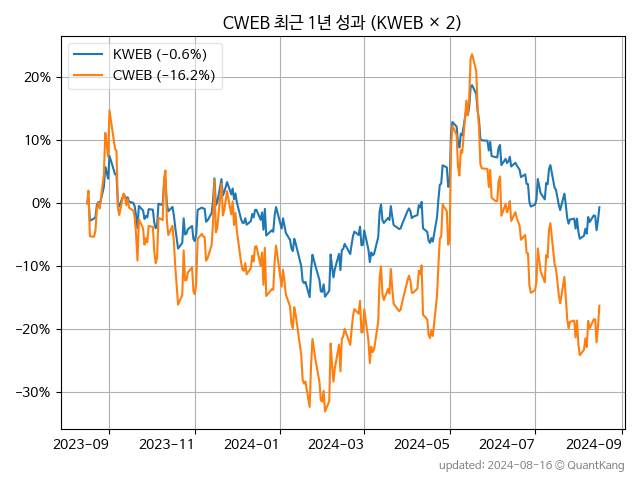 CWEB 최근 1년 성과 (KWEB × 2)
KWEB (−0.6%)
CWEB (−16.2%)
20%
10%
0%
−10%
−20%
−30%
2023−09 2023−11 2024−01 2024−03 2024−05 2024−07 2024−09
updated: 2024-08-16 © QuantKang